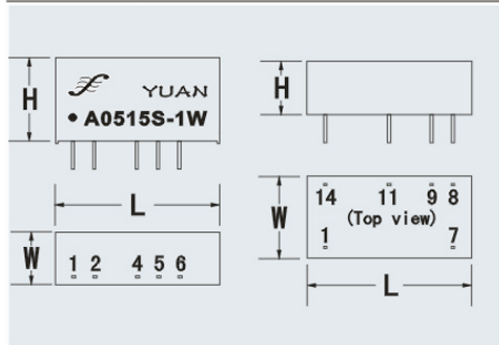 H
YUAN
• A0515S-1W
L
W
1 2 4 5 6
H
W
14 11 9 8
(Top view)
1 7
L